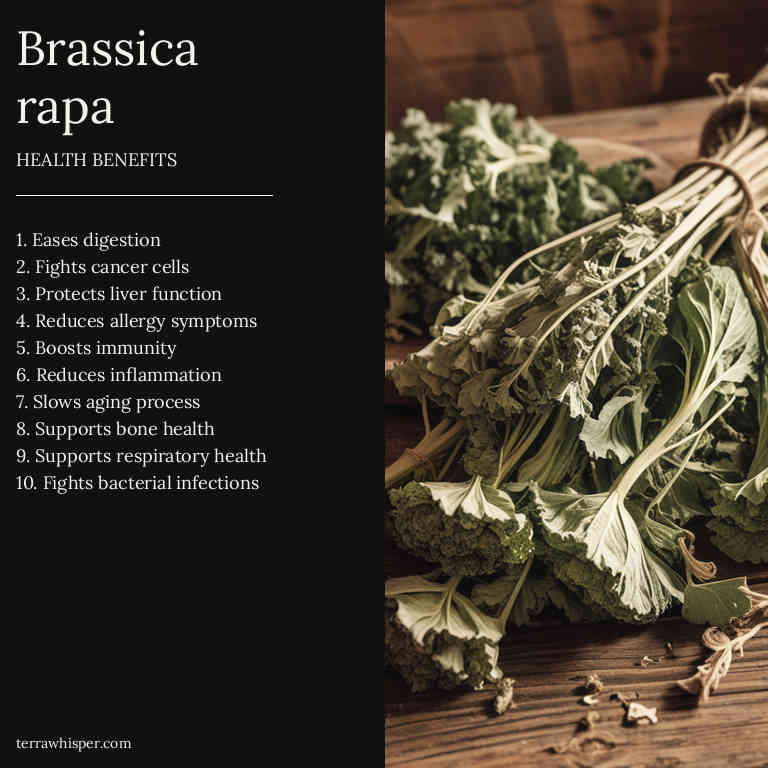 Brassica
rapa
HEALTH BENEFITS
1. Eases digestion
2. Fights cancer cells
3. Protects liver function
4. Reduces allergy symptoms
5. Boosts immunity
6. Reduces inflammation
7. Slows aging process
8. Supports bone health
9. Supports respiratory health
10. Fights bacterial infections
terrawhisper.com